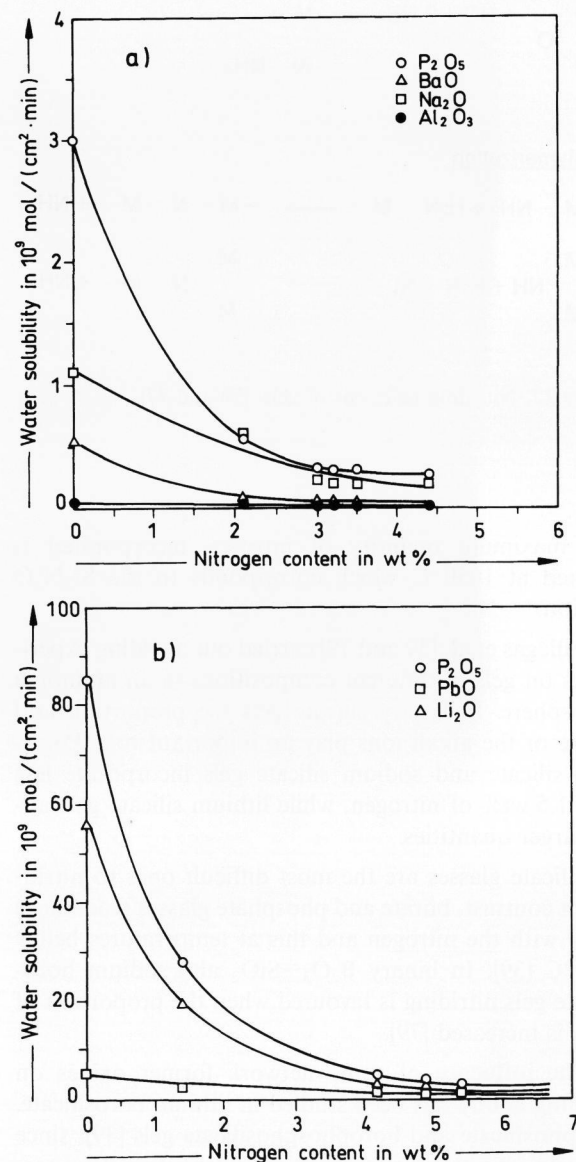 a)
P₂O₅
BaO
Na₂O
Al₂O₃
Water solubility in 10⁹ mol/(cm²·min)
4
3
2
1
0
0 1 2 3 4 5 6
Nitrogen content in wt %
b)
P₂O₅
PbO
Li₂O
Water solubility in 10⁹ mol/(cm²·min)
100
80
60
40
20
0
0 1 2 3 4 5 6 7
Nitrogen content in wt %